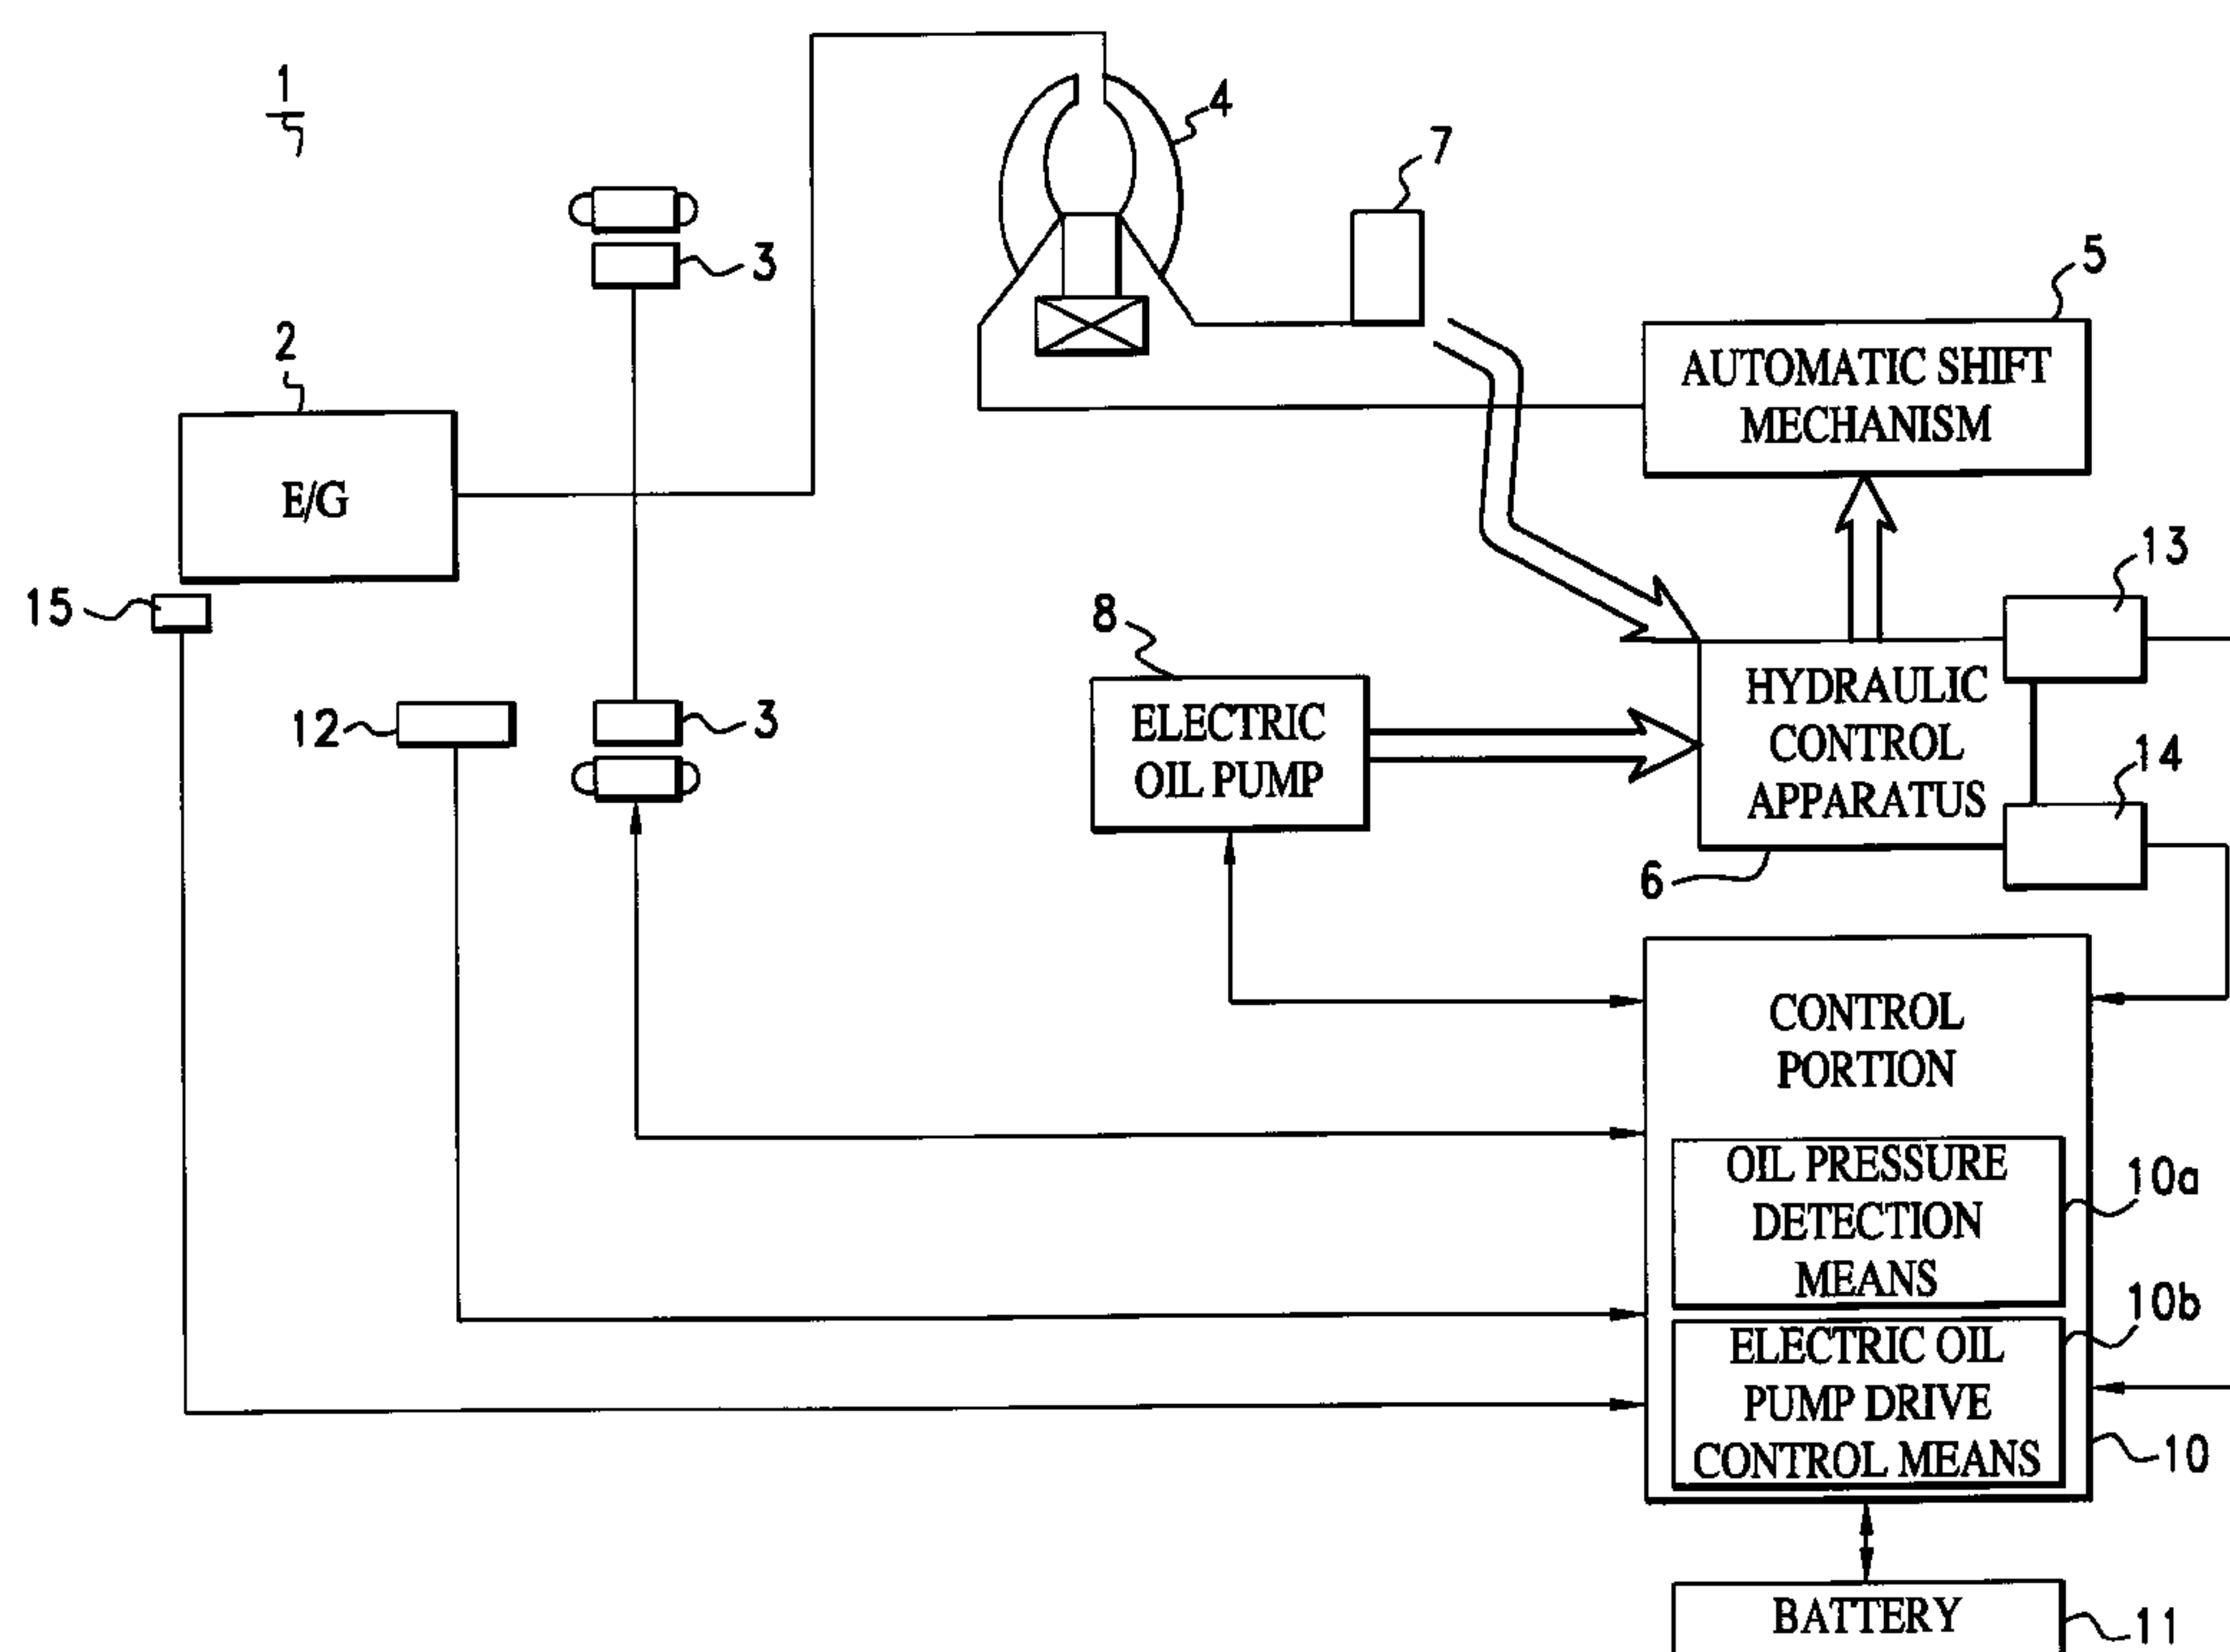 1
4
7
3
5
2
AUTOMATIC SHIFT
MECHANISM
E/G
13
15
8
HYDRAULIC
CONTROL
APPARATUS
12
3
ELECTRIC
OIL PUMP
14
6
CONTROL
PORTION
OIL PRESSURE
DETECTION
MEANS
10a
10b
ELECTRIC OIL
PUMP DRIVE
CONTROL MEANS
10
BATTERY
11